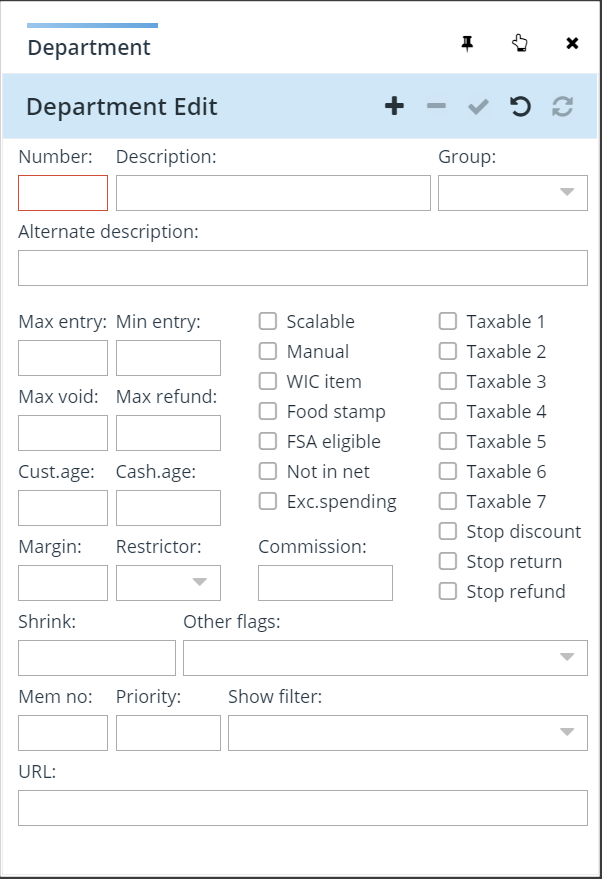 Department
Department Edit
Number: Description: Group:
Alternate description:
Max entry: Min entry: Scalable Taxable 1
Manual Taxable 2
WIC item Taxable 3
Max void: Max refund: Food stamp Taxable 4
FSA eligible Taxable 5
Cust.age: Cash.age: Not in net Taxable 6
Exc.spending Taxable 7
Stop discount
Margin: Restrictor: Commission: Stop return
Stop refund
Shrink: Other flags:
Mem no: Priority: Show filter:
URL: